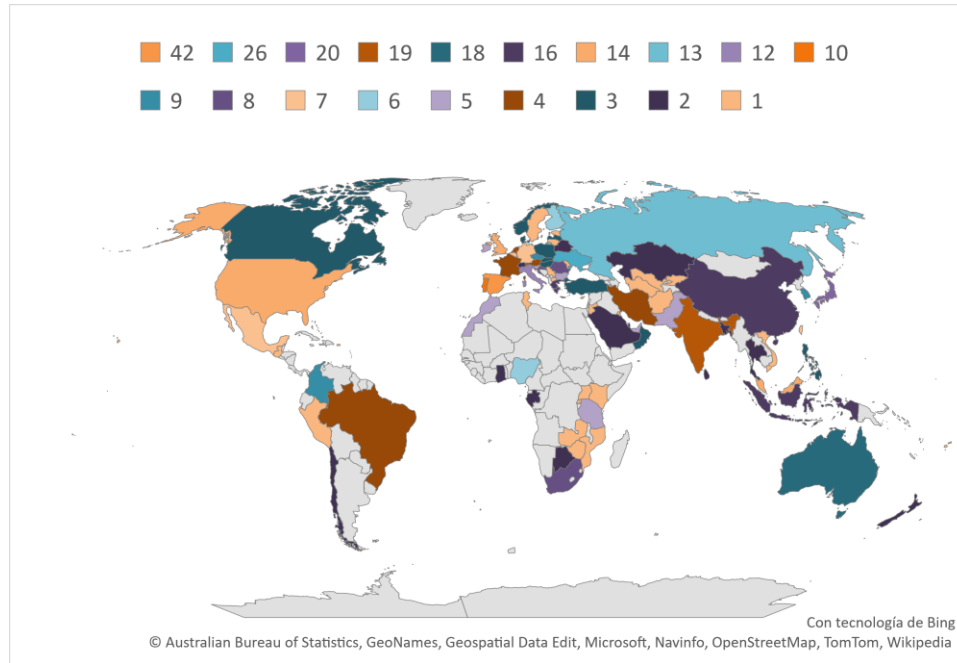 42 26 20 19 18 16 14 13 12 10
9 8 7 6 5 4 3 2 1
Con tecnología de Bing
© Australian Bureau of Statistics, GeoNames, Geospatial Data Edit, Microsoft, Navinfo, OpenStreetMap, TomTom, Wikipedia